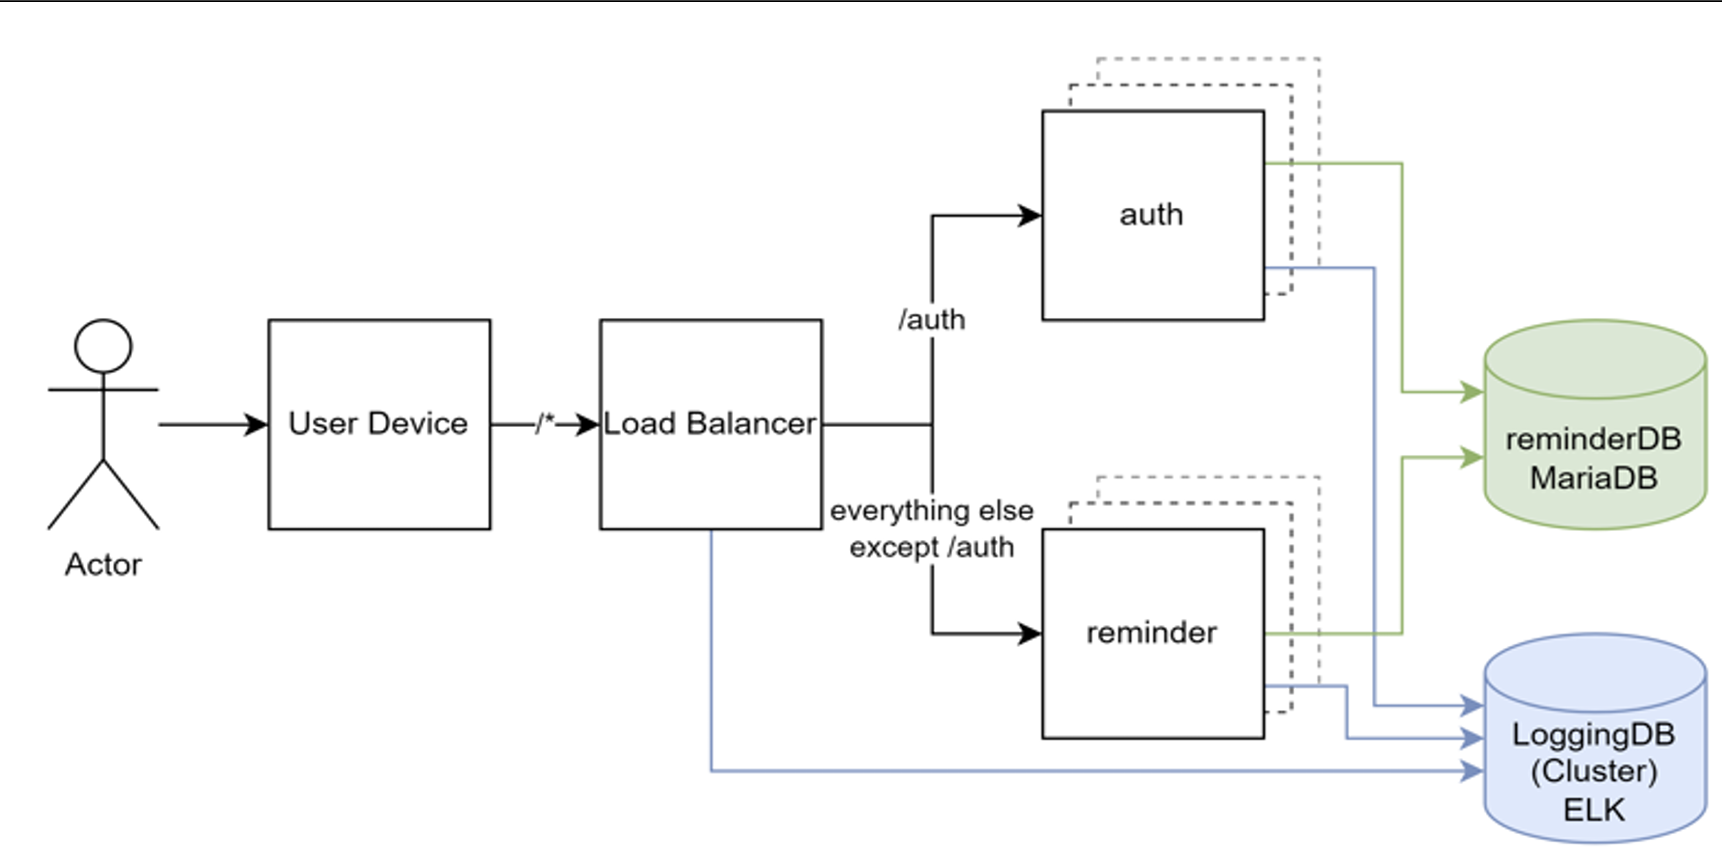 Actor
User Device
/*
Load Balancer
/auth
everything else
except /auth
auth
reminder
reminderDB
MariaDB
LoggingDB
(Cluster)
ELK